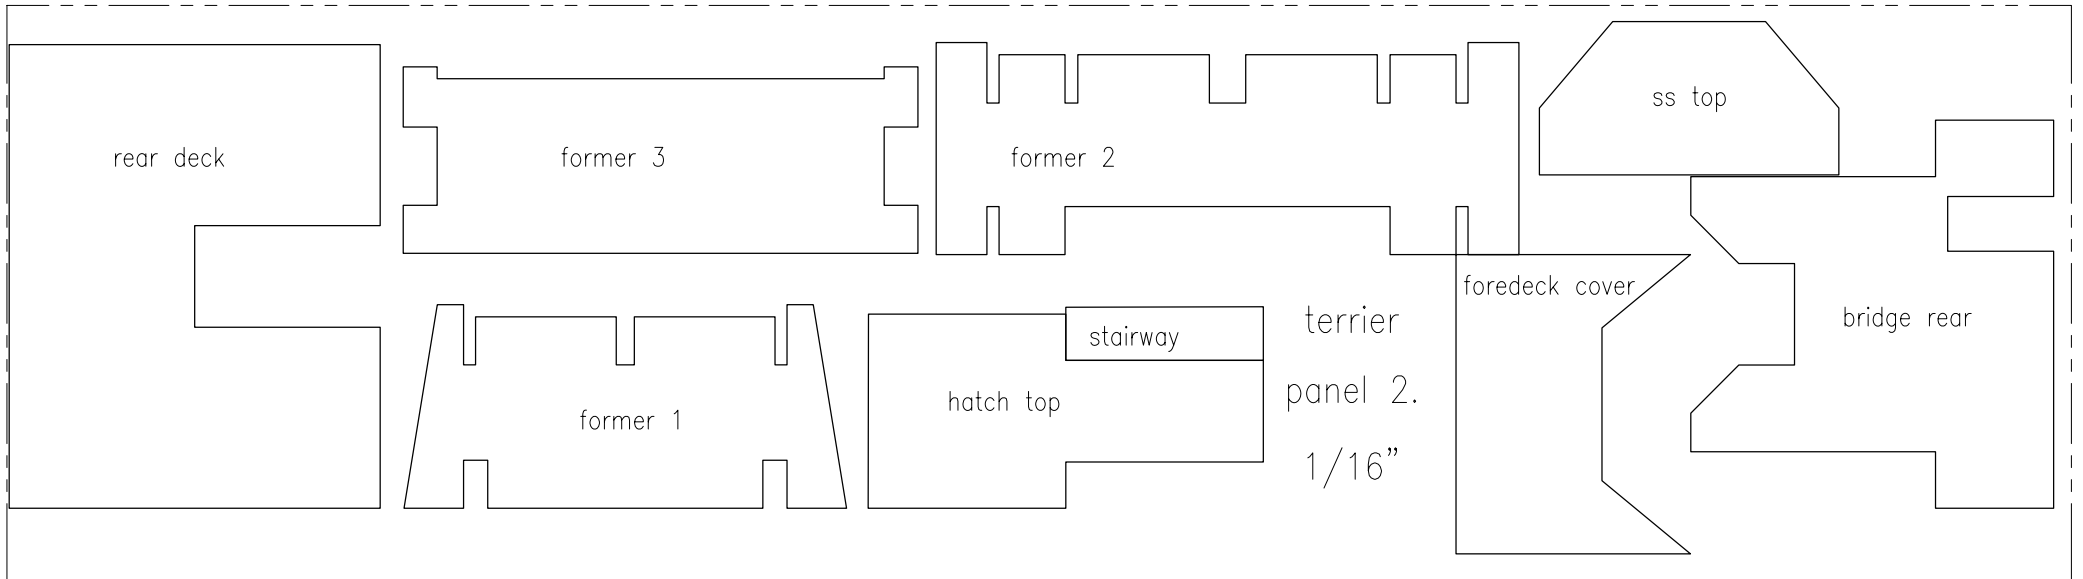 ss top
rear deck
former 3
former 2
foredeck cover
terrier
panel 2.
1/16”
bridge rear
stairway
hatch top
former 1